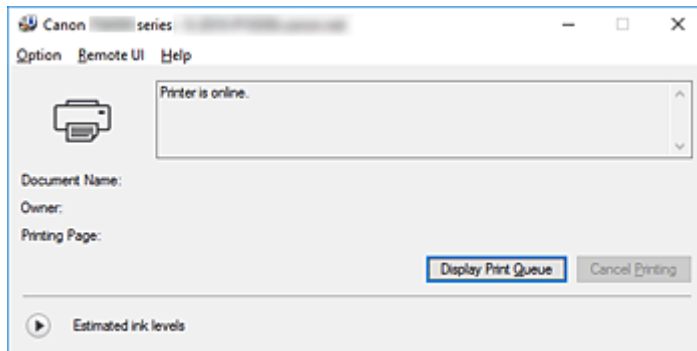 Canon series
Option Remote UI Help
Printer is online.
Document Name:
Owner:
Printing Page:
Display Print Queue Cancel Printing
Estimated ink levels